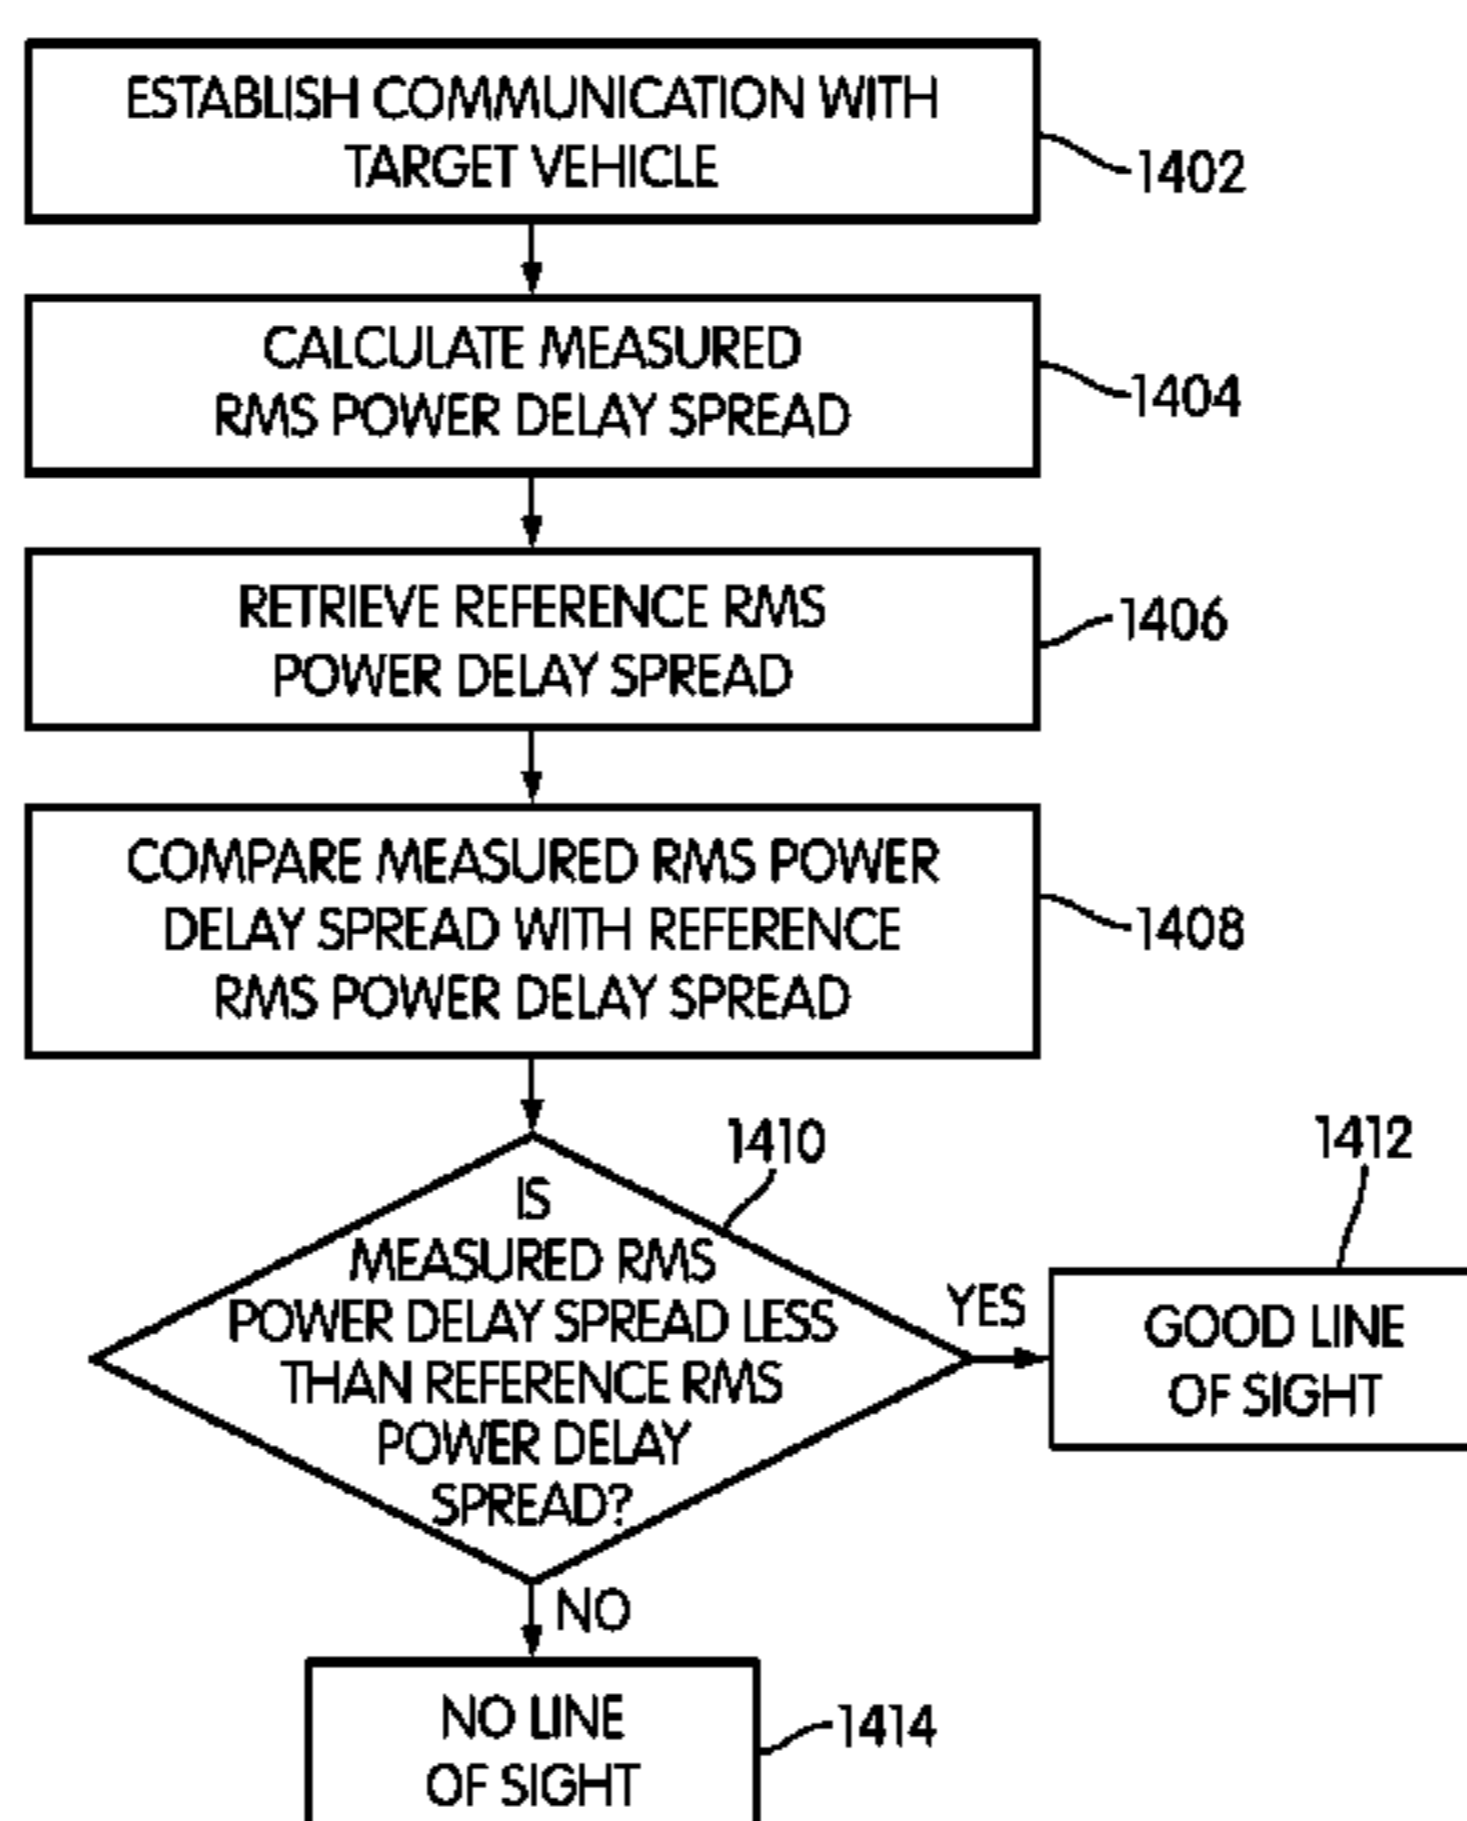 ESTABLISH COMMUNICATION WITH
TARGET VEHICLE
1402
CALCULATE MEASURED
RMS POWER DELAY SPREAD
1404
RETRIEVE REFERENCE RMS
POWER DELAY SPREAD
1406
COMPARE MEASURED RMS POWER
DELAY SPREAD WITH REFERENCE
RMS POWER DELAY SPREAD
1408
1410
IS
MEASURED RMS
POWER DELAY SPREAD LESS
THAN REFERENCE RMS
POWER DELAY
SPREAD?
YES
1412
GOOD LINE
OF SIGHT
NO
NO LINE
OF SIGHT
1414